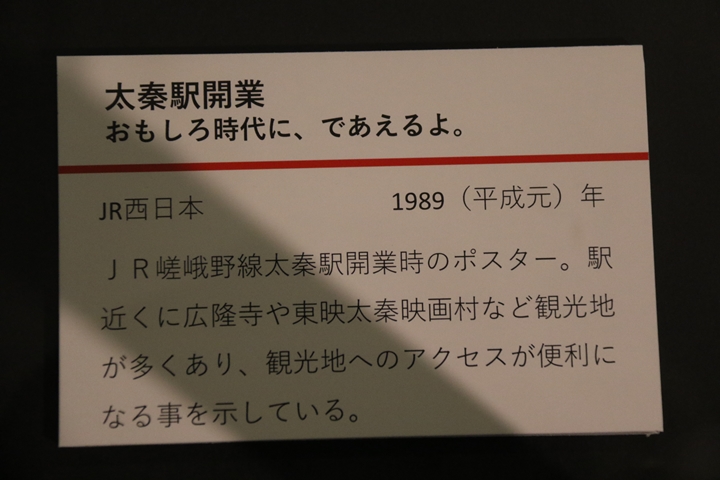 太秦駅開業
おもしろ時代に、であえるよ。
JR西日本 1989（平成元）年
ＪＲ嵯峨野線太秦駅開業時のポスター。駅
近くに広隆寺や東映太秦映画村など観光地
が多くあり、観光地へのアクセスが便利に
なる事を示している。